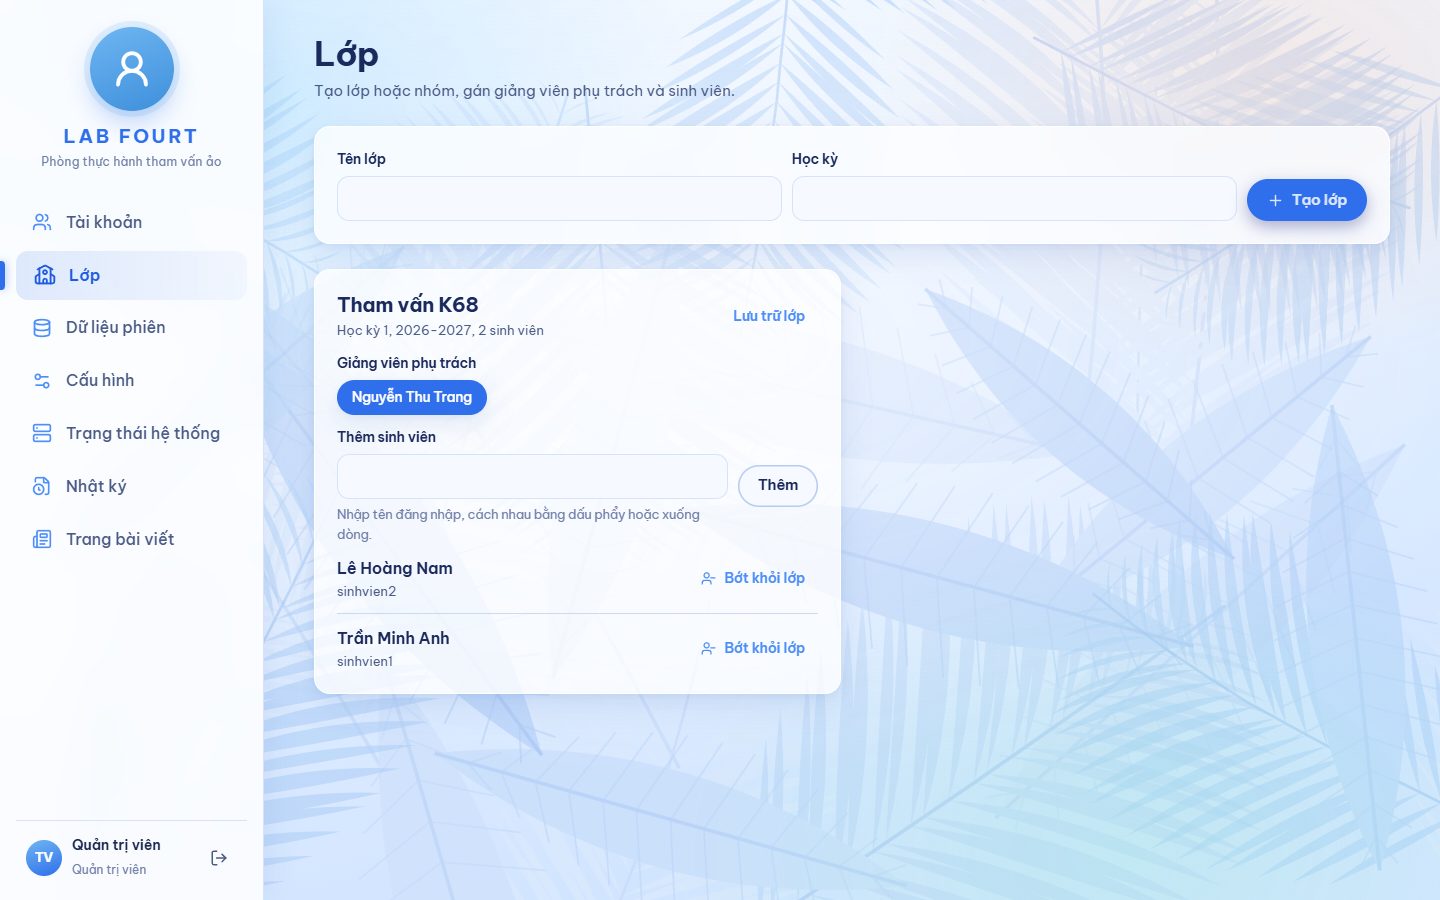 LAB FOURT
Phòng thực hành tham vấn ảo
Tài khoản
Lớp
Dữ liệu phiên
Cấu hình
Trạng thái hệ thống
Nhật ký
Trang bài viết
TV
Quản trị viên
Quản trị viên
Lớp
Tạo lớp hoặc nhóm, gán giảng viên phụ trách và sinh viên.
Tên lớp
Học kỳ
Tạo lớp
Tham vấn K68
Học kỳ 1, 2026-2027, 2 sinh viên
Lưu trữ lớp
Giảng viên phụ trách
Nguyễn Thu Trang
Thêm sinh viên
Thêm
Nhập tên đăng nhập, cách nhau bằng dấu phẩy hoặc xuống
dòng.
Lê Hoàng Nam
sinhvien2
Bớt khỏi lớp
Trần Minh Anh
sinhvien1
Bớt khỏi lớp